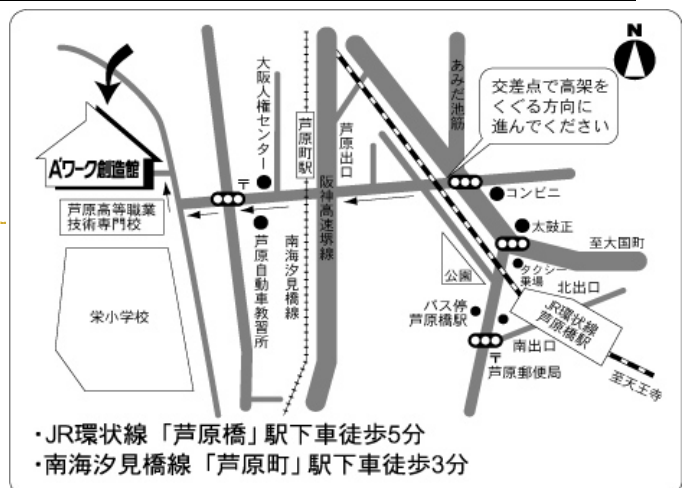 N
大阪人権センター
芦原町駅
芦原出口
あみだ池筋
交差点で高架を
くぐる方向に
進んでください
A'ワーク創造館
〒
阪神高速堺線
コンビニ
芦原高等職業
技術専門校
太鼓正
芦原自動車教習所
南海汐見橋線
至大国町
公園
タクシー
乗場
北出口
栄小学校
バス停
芦原橋駅
JR環状線
芦原橋駅
南出口
〒
芦原郵便局
至天王寺
・JR環状線「芦原橋」駅下車徒歩5分
・南海汐見橋線「芦原町」駅下車徒歩3分